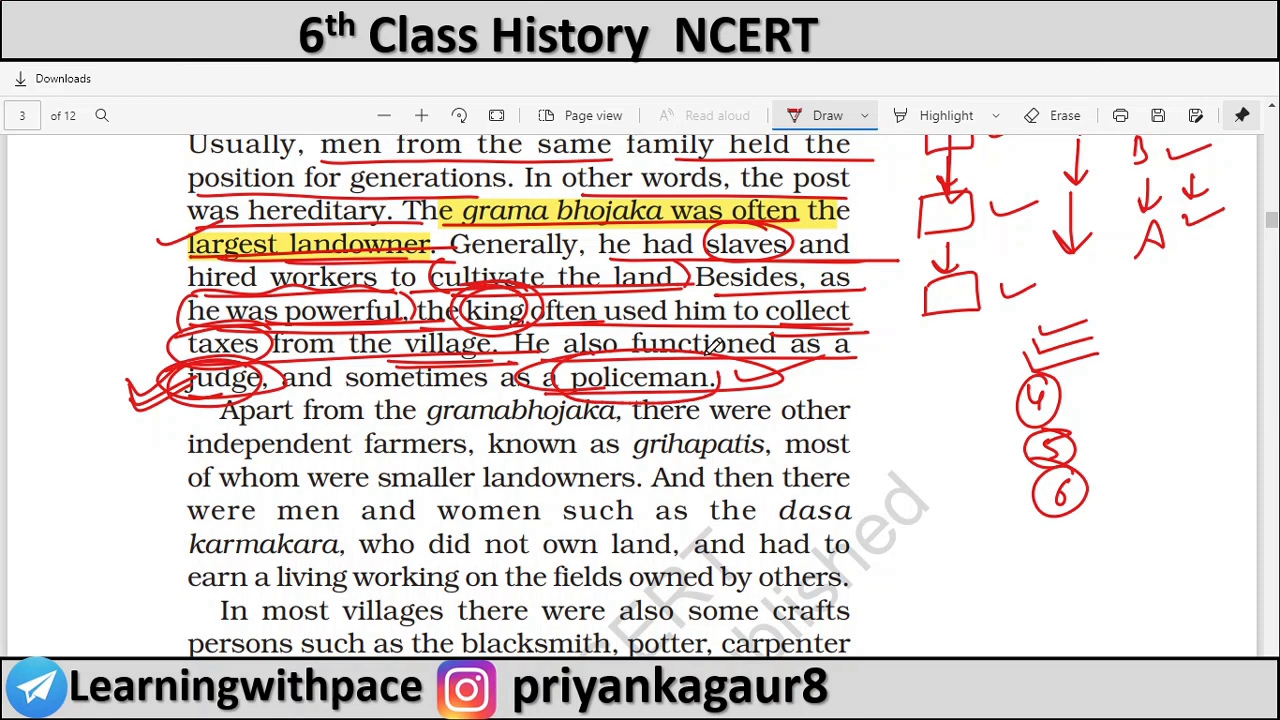 6th Class History NCERT
Downloads
3 of 12 Page view Read aloud Draw Highlight Erase
Usually, men from the same family held the
position for generations. In other words, the post
was hereditary. The grama bhojaka was often the
largest landowner. Generally, he had slaves and
hired workers to cultivate the land. Besides, as
he was powerful, the king often used him to collect
taxes from the village. He also functioned as a
judge, and sometimes as a policeman.
Apart from the gramabhojaka, there were other
independent farmers, known as grihapatis, most
of whom were smaller landowners. And then there
were men and women such as the dasa
karmakara, who did not own land, and had to
earn a living working on the fields owned by others.
In most villages there were also some crafts
persons such as the blacksmith, potter, carpenter
B
A
4
5
6
ERT
blished
Learningwithpace priyankagaur8